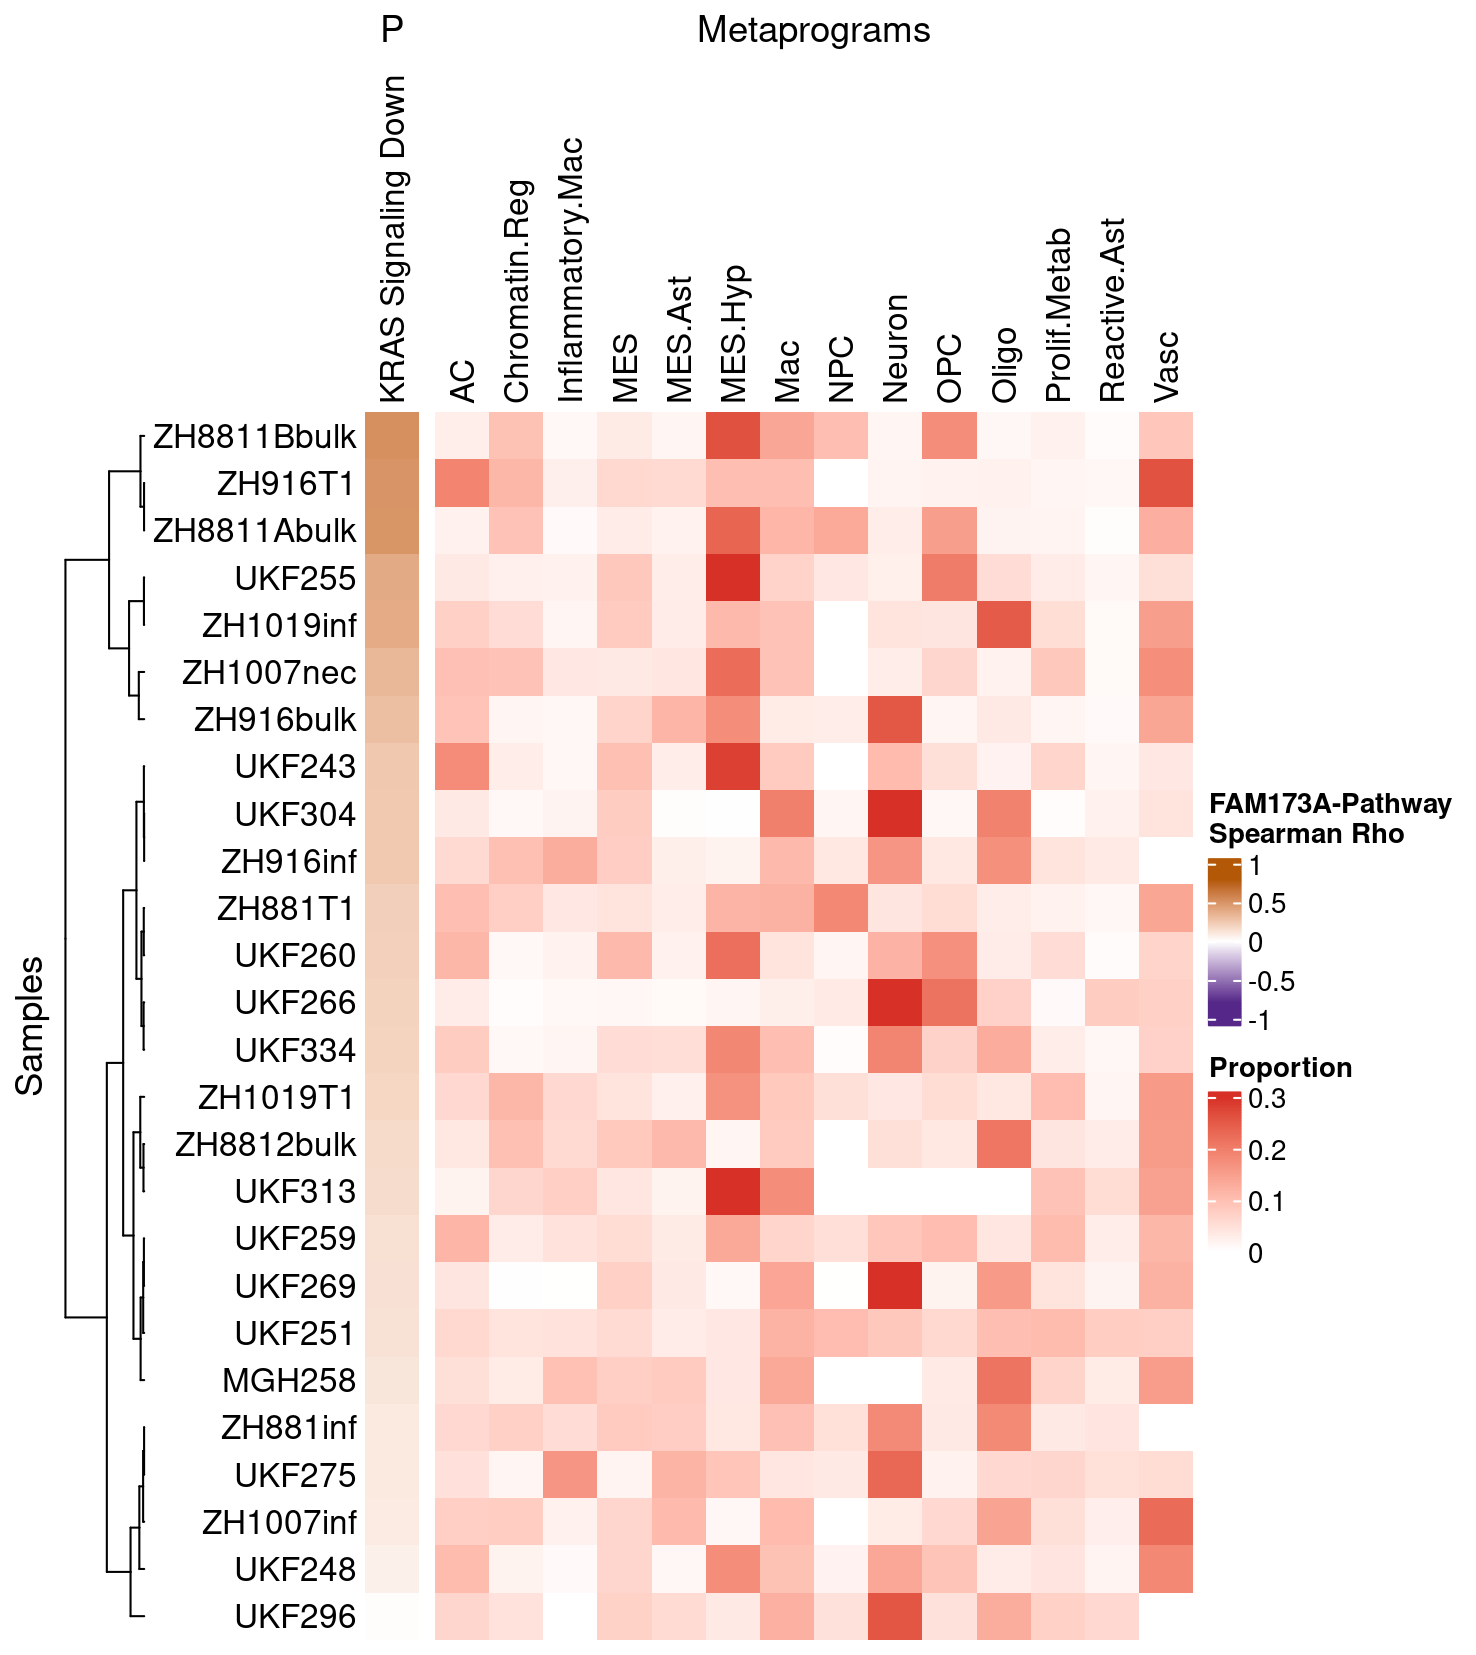 P
Metaprograms
KRAS Signaling Down
AC
Chromatin.Reg
Inflammatory.Mac
MES
MES.Ast
MES.Hyp
Mac
NPC
Neuron
OPC
Oligo
Prolif.Metab
Reactive.Ast
Vasc
Samples
ZH8811Bbulk
ZH916T1
ZH8811Abulk
UKF255
ZH1019inf
ZH1007nec
ZH916bulk
UKF243
UKF304
ZH916inf
ZH881T1
UKF260
UKF266
UKF334
ZH1019T1
ZH8812bulk
UKF313
UKF259
UKF269
UKF251
MGH258
ZH881inf
UKF275
ZH1007inf
UKF248
UKF296
FAM173A-Pathway
Spearman Rho
1
0.5
0
-0.5
-1
Proportion
0.3
0.2
0.1
0